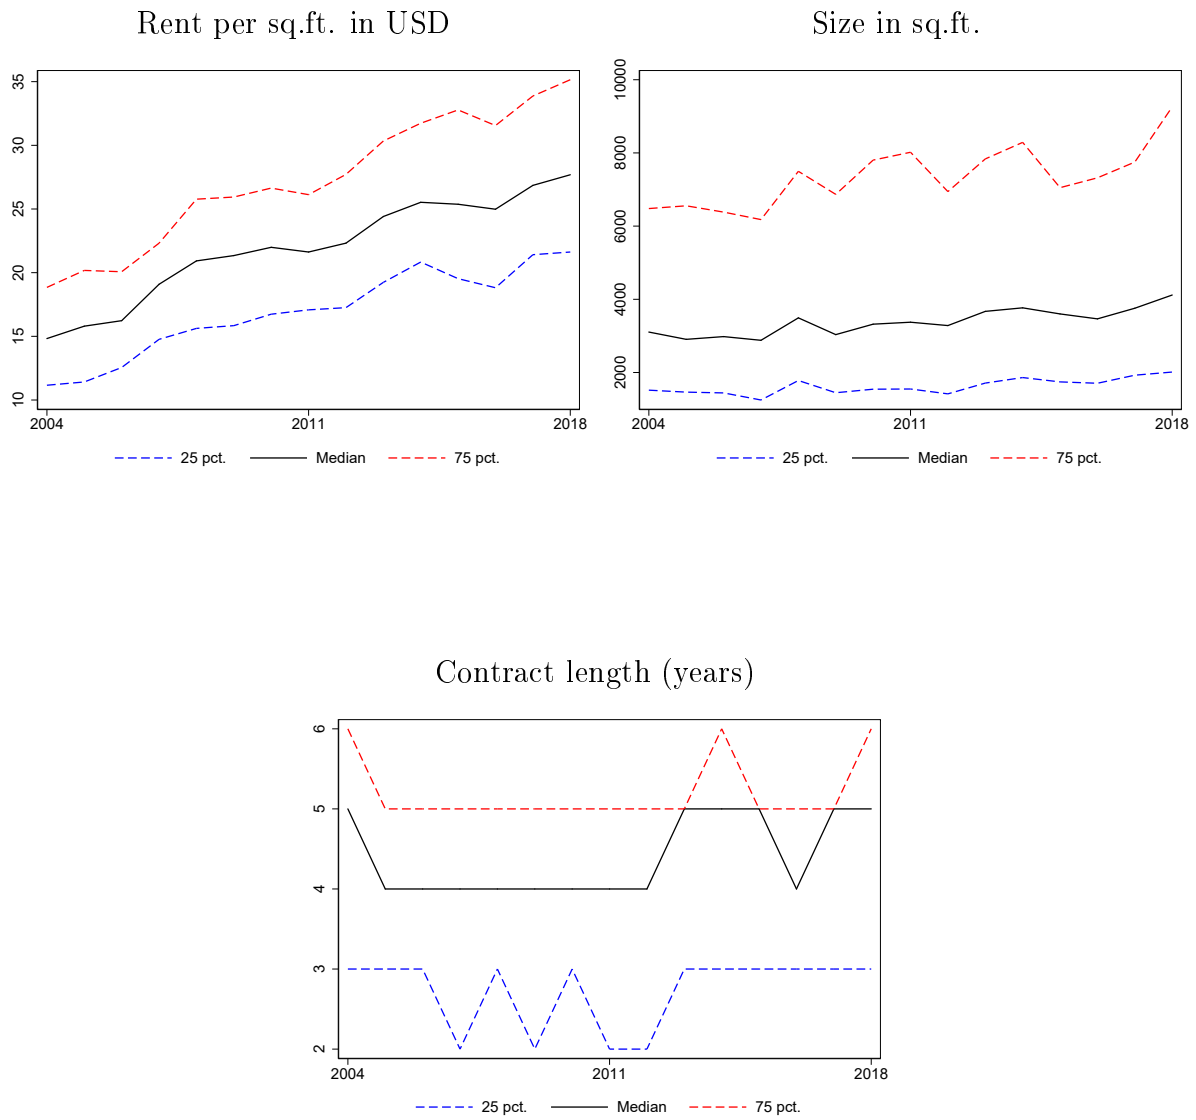 Rent per sq.ft. in USD
35
30
25
20
15
10
2004 2011 2018
25 pct. Median 75 pct.
Size in sq.ft.
10000
8000
6000
4000
2000
2004 2011 2018
25 pct. Median 75 pct.
Contract length (years)
6
5
4
3
2
2004 2011 2018
25 pct. Median 75 pct.